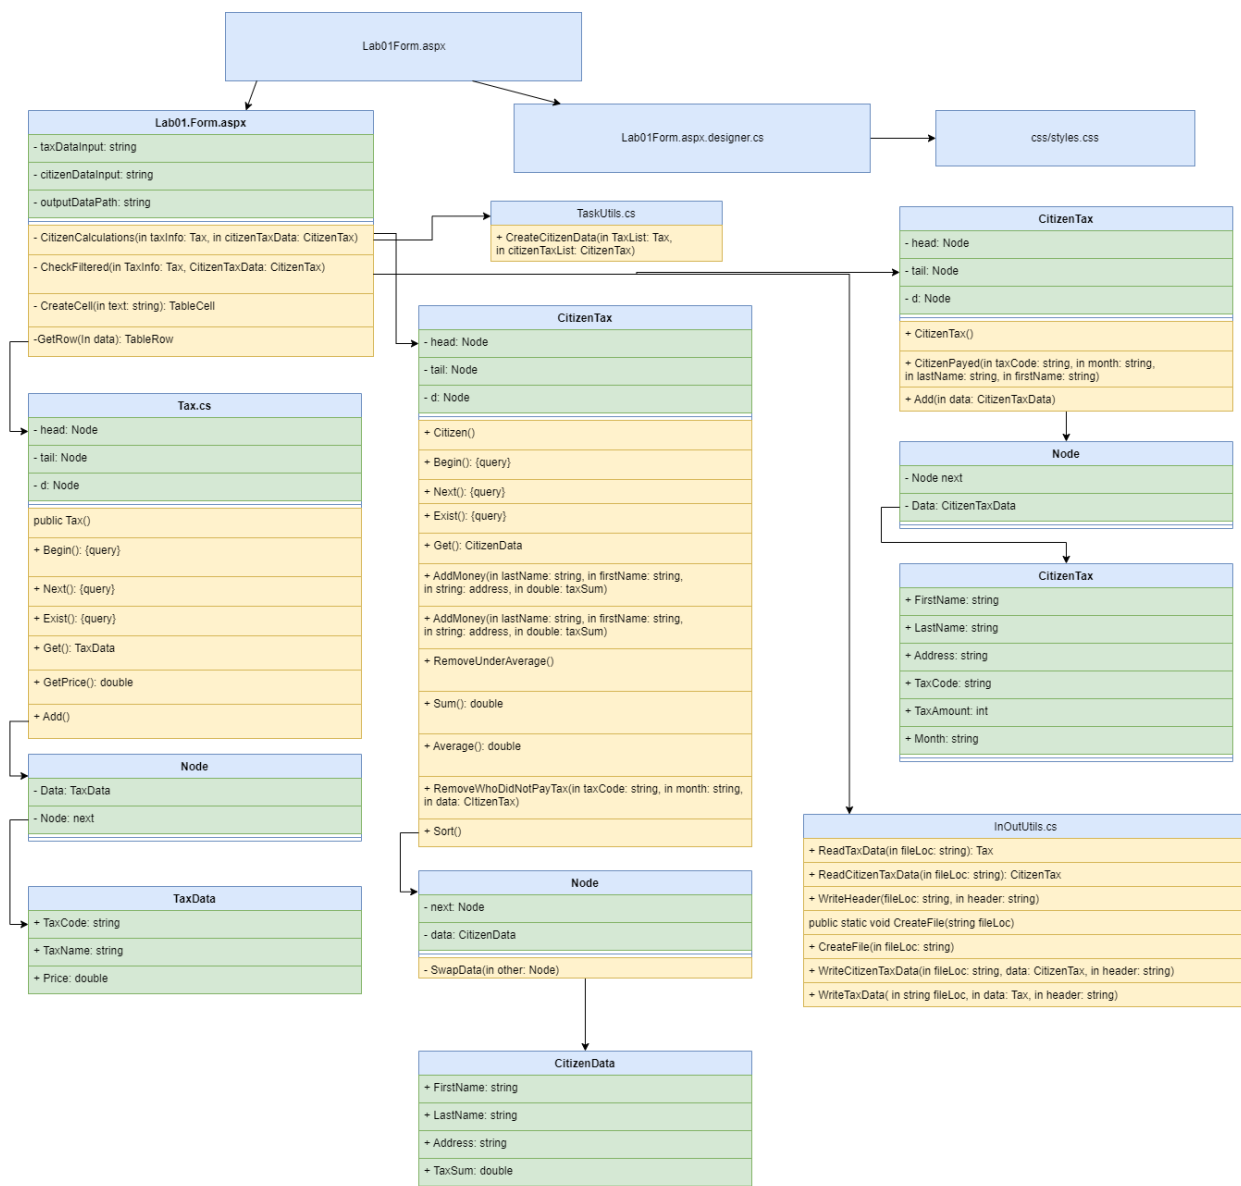 Lab01Form.aspx
Lab01.Form.aspx
- taxDataInput: string
- citizenDataInput: string
- outputDataPath: string
- CitizenCalculations(in taxInfo: Tax, in citizenTaxData: CitizenTax)
- CheckFiltered(in TaxInfo: Tax, CitizenTaxData: CitizenTax)
- CreateCell(in text: string): TableCell
-GetRow(In data): TableRow
Lab01Form.aspx.designer.cs
css/styles.css
TaskUtils.cs
+ CreateCitizenData(in TaxList: Tax,
in citizenTaxList: CitizenTax)
Tax.cs
- head: Node
- tail: Node
- d: Node
public Tax()
+ Begin(): {query}
+ Next(): {query}
+ Exist(): {query}
+ Get(): TaxData
+ GetPrice(): double
+ Add()
Node
- Data: TaxData
- Node: next
TaxData
+ TaxCode: string
+ TaxName: string
+ Price: double
CitizenTax
- head: Node
- tail: Node
- d: Node
+ Citizen()
+ Begin(): {query}
+ Next(): {query}
+ Exist(): {query}
+ Get(): CitizenData
+ AddMoney(in lastName: string, in firstName: string,
in string: address, in double: taxSum)
+ AddMoney(in lastName: string, in firstName: string,
in string: address, in double: taxSum)
+ RemoveUnderAverage()
+ Sum(): double
+ Average(): double
+ RemoveWhoDidNotPayTax(in taxCode: string, in month: string,
in data: CItizenTax)
+ Sort()
Node
- next: Node
- data: CitizenData
- SwapData(in other: Node)
CitizenData
+ FirstName: string
+ LastName: string
+ Address: string
+ TaxSum: double
CitizenTax
- head: Node
- tail: Node
- d: Node
+ CitizenTax()
+ CitizenPayed(in taxCode: string, in month: string,
in lastName: string, in firstName: string)
+ Add(in data: CitizenTaxData)
Node
- Node next
- Data: CitizenTaxData
CitizenTax
+ FirstName: string
+ LastName: string
+ Address: string
+ TaxCode: string
+ TaxAmount: int
+ Month: string
InOutUtils.cs
+ ReadTaxData(in fileLoc: string): Tax
+ ReadCitizenTaxData(in fileLoc: string): CitizenTax
+ WriteHeader(fileLoc: string, in header: string)
public static void CreateFile(string fileLoc)
+ CreateFile(in fileLoc: string)
+ WriteCitizenTaxData(in fileLoc: string, data: CitizenTax, in header: string)
+ WriteTaxData( in string fileLoc, in data: Tax, in header: string)